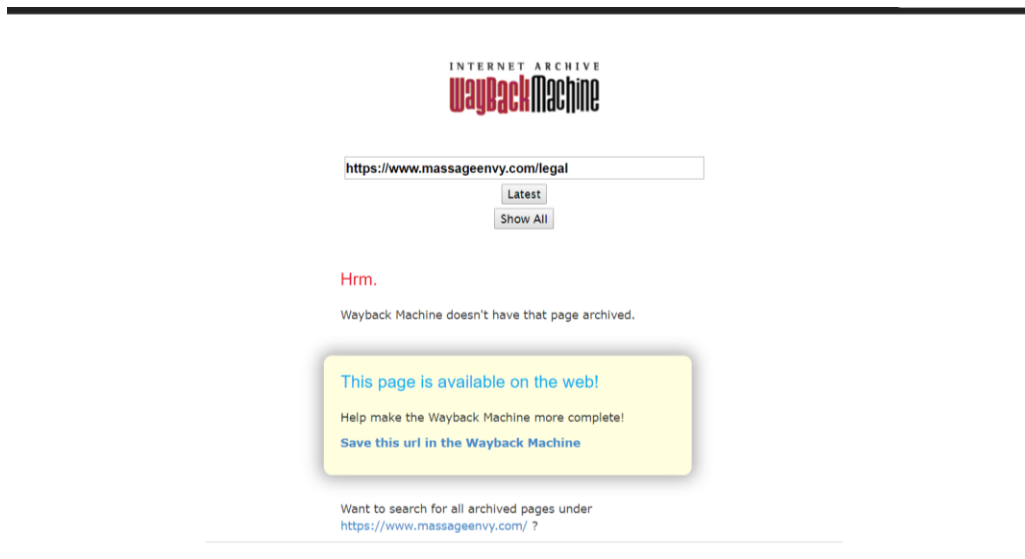 INTERNET ARCHIVE
WayBackMachine
https://www.massageenvy.com/legal
Latest
Show All
Hrm.
Wayback Machine doesn't have that page archived.
This page is available on the web!
Help make the Wayback Machine more complete!
Save this url in the Wayback Machine
Want to search for all archived pages under
https://www.massageenvy.com/ ?